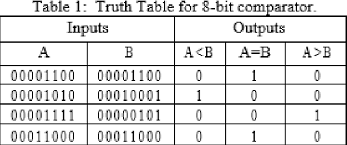 Table 1: Truth Table for 8-bit comparator.
Inputs Outputs
A B A<B A=B A>B
00001100 00001100 0 1 0
00001010 00010001 1 0 0
00001111 00000101 0 0 1
00011000 00011000 0 1 0